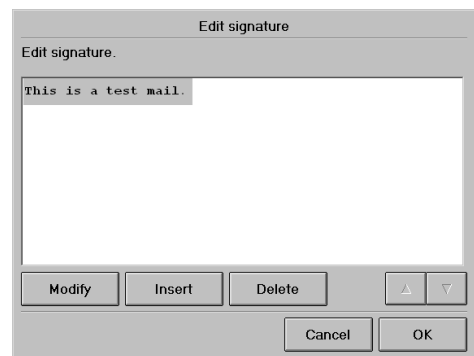 Edit signature
Edit signature.
This is a test mail.
Modify Insert Delete
Cancel OK